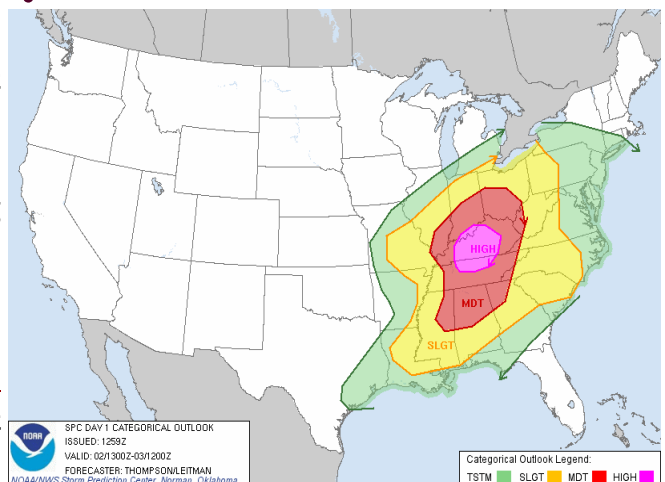 HIGH
MDT
SLGT
NOAA
SPC DAY 1 CATEGORICAL OUTLOOK
ISSUED: 1259Z
VALID: 02/1300Z-03/1200Z
FORECASTER: THOMPSON/LEITMAN
NOAA/NWS Storm Prediction Center, Norman, Oklahoma
Categorical Outlook Legend:
TSTM SLGT MDT HIGH